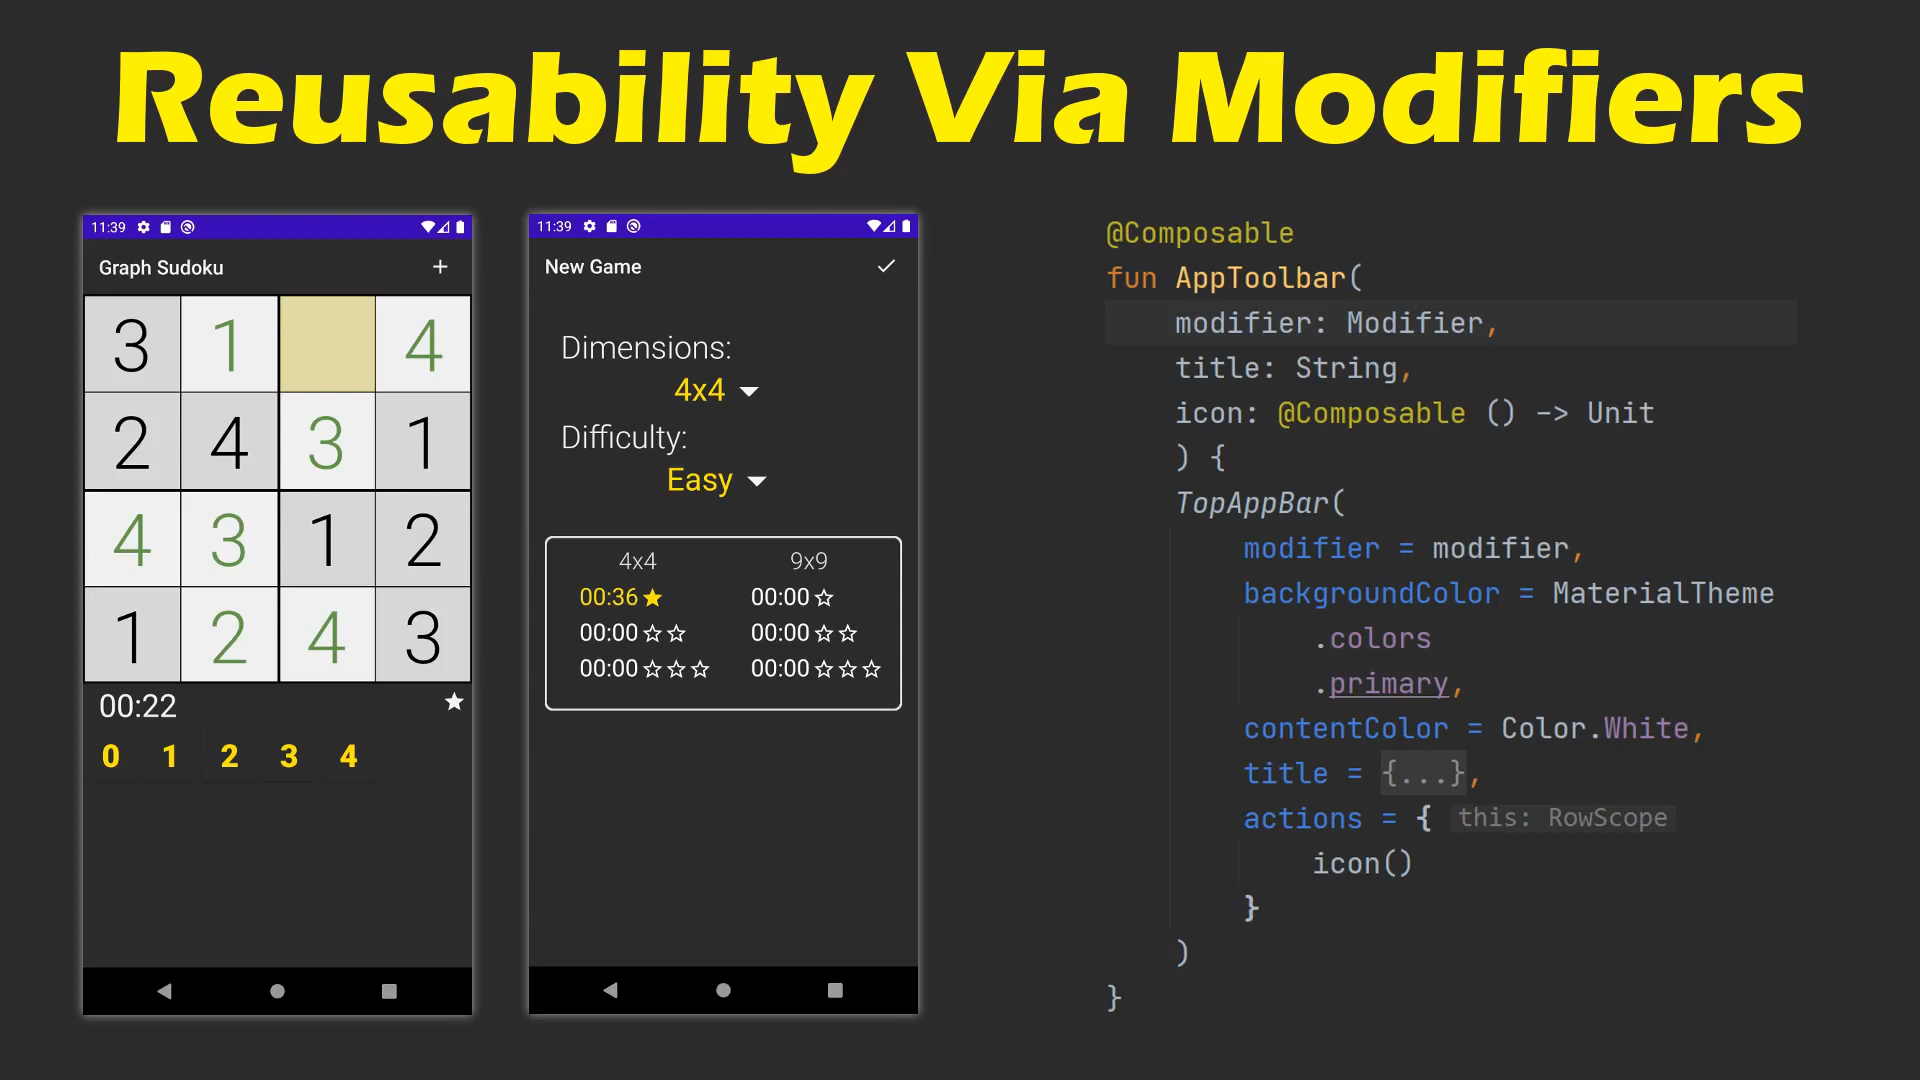 Reusability Via Modifiers
11:39
Graph Sudoku +
3 1 4
2 4 3 1
4 3 1 2
1 2 4 3
00:22
0 1 2 3 4
11:39
New Game
Dimensions:
4x4
Difficulty:
Easy
4x4 9x9
00:36 00:00
00:00 00:00
00:00 00:00
@Composable
fun AppToolbar(
modifier: Modifier,
title: String,
icon: @Composable () -> Unit
) {
TopAppBar(
modifier = modifier,
backgroundColor = MaterialTheme
.colors
.primary,
contentColor = Color.White,
title = {...},
actions = { this: RowScope
icon()
}
)
}